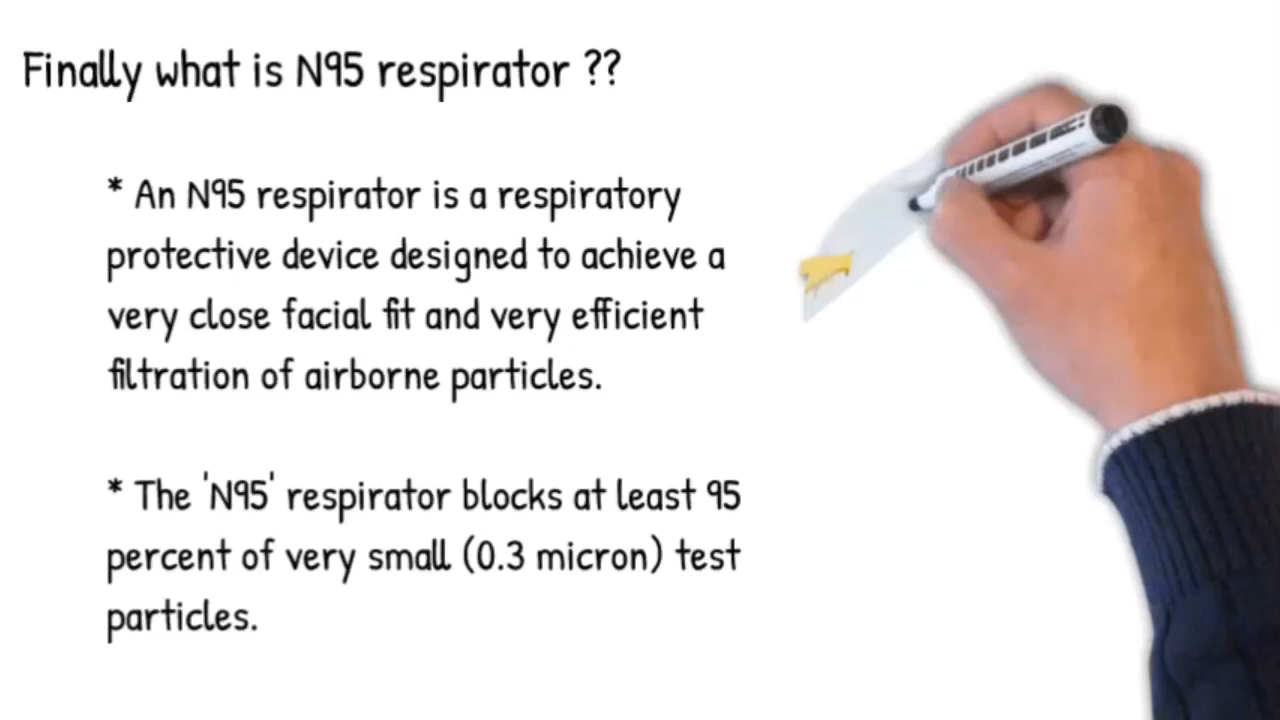 Finally what is N95 respirator ??
* An N95 respirator is a respiratory
protective device designed to achieve a
very close facial fit and very efficient
filtration of airborne particles.
* The 'N95' respirator blocks at least 95
percent of very small (0.3 micron) test
particles.